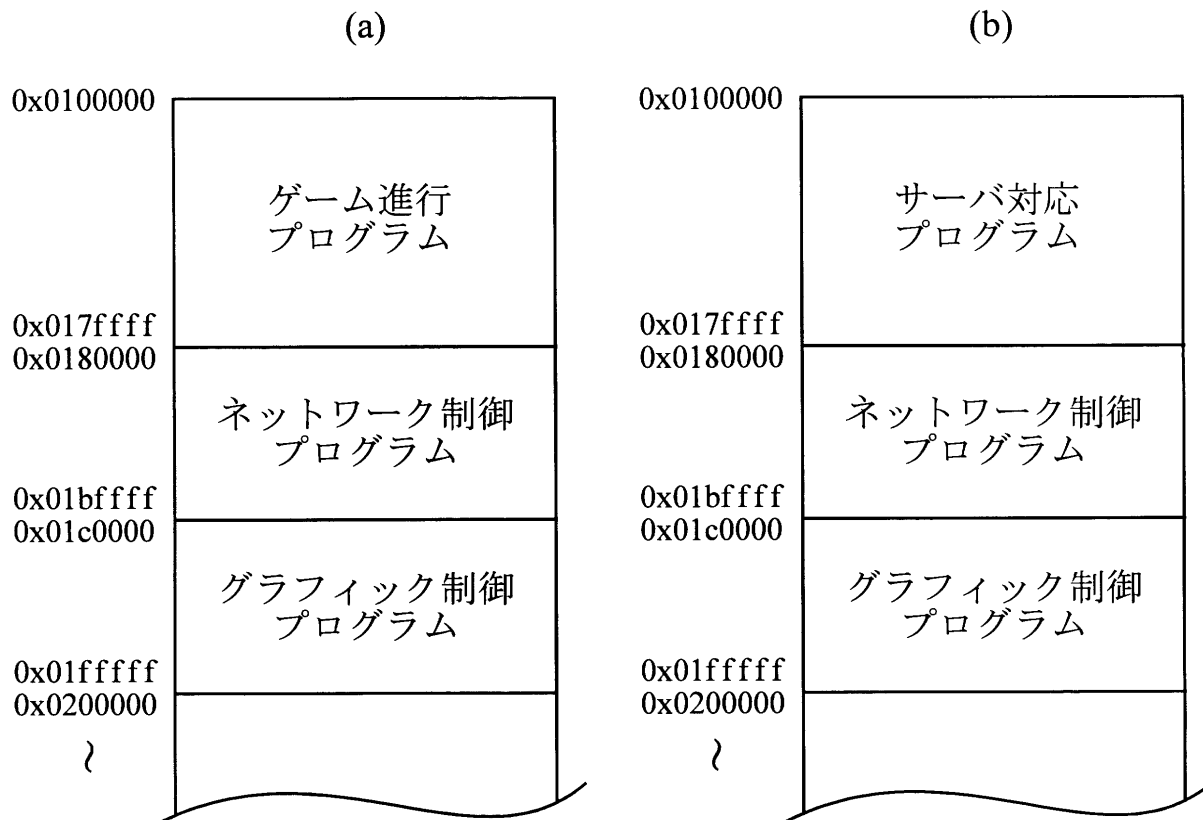 (a)
0x0100000
ゲーム進行
プログラム
0x017ffff
0x0180000
ネットワーク制御
プログラム
0x01bffff
0x01c0000
グラフィック制御
プログラム
0x01fffff
0x0200000
~
(b)
0x0100000
サーバ対応
プログラム
0x017ffff
0x0180000
ネットワーク制御
プログラム
0x01bffff
0x01c0000
グラフィック制御
プログラム
0x01fffff
0x0200000
~